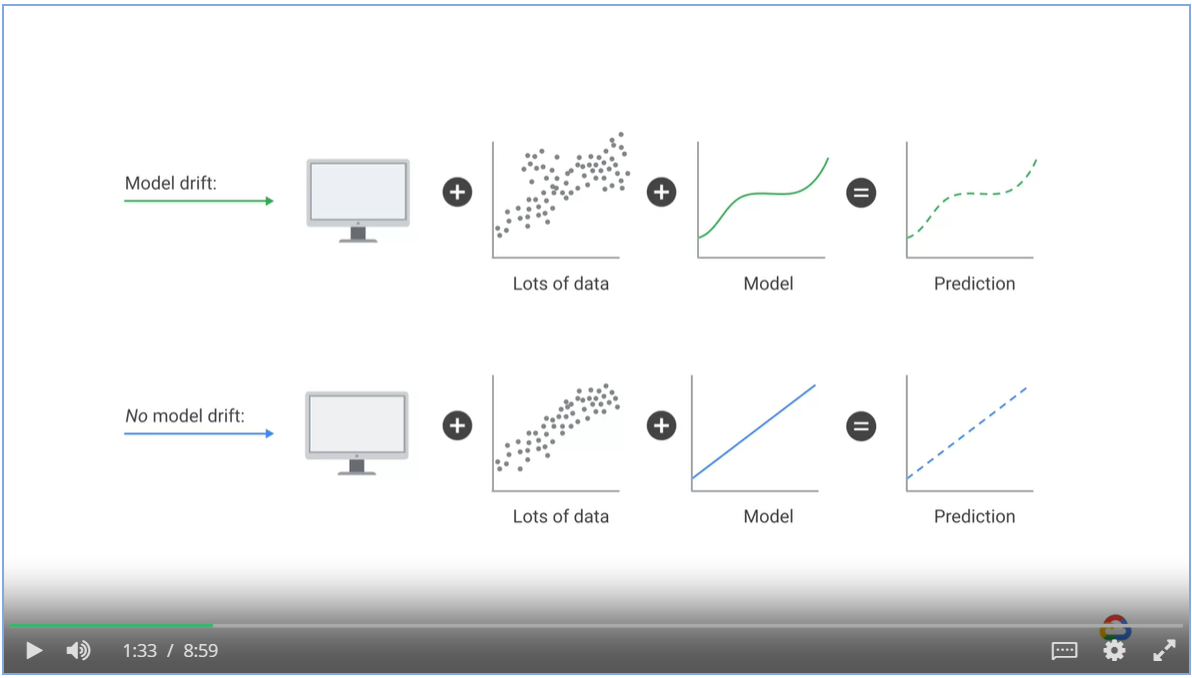 Model drift:
Lots of data
Model
Prediction
No model drift:
Lots of data
Model
Prediction
1:33 / 8:59